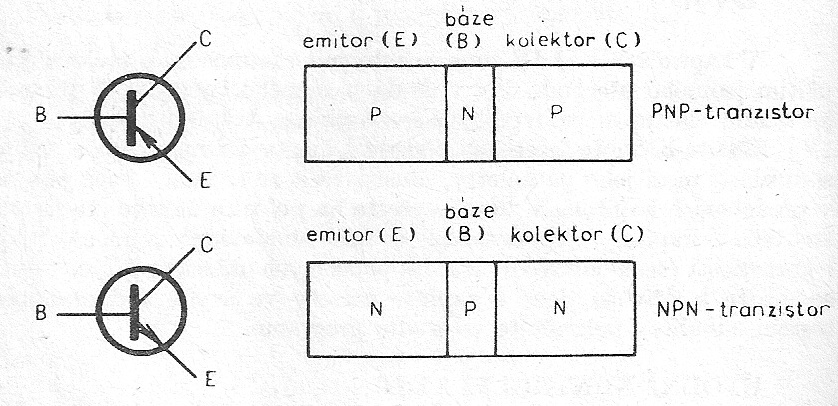 C
B
E
báze
emitor (E) (B) kolektor (C)
P N P
PNP-tranzistor
C
B
E
báze
emitor (E) (B) kolektor (C)
N P N
NPN-tranzistor